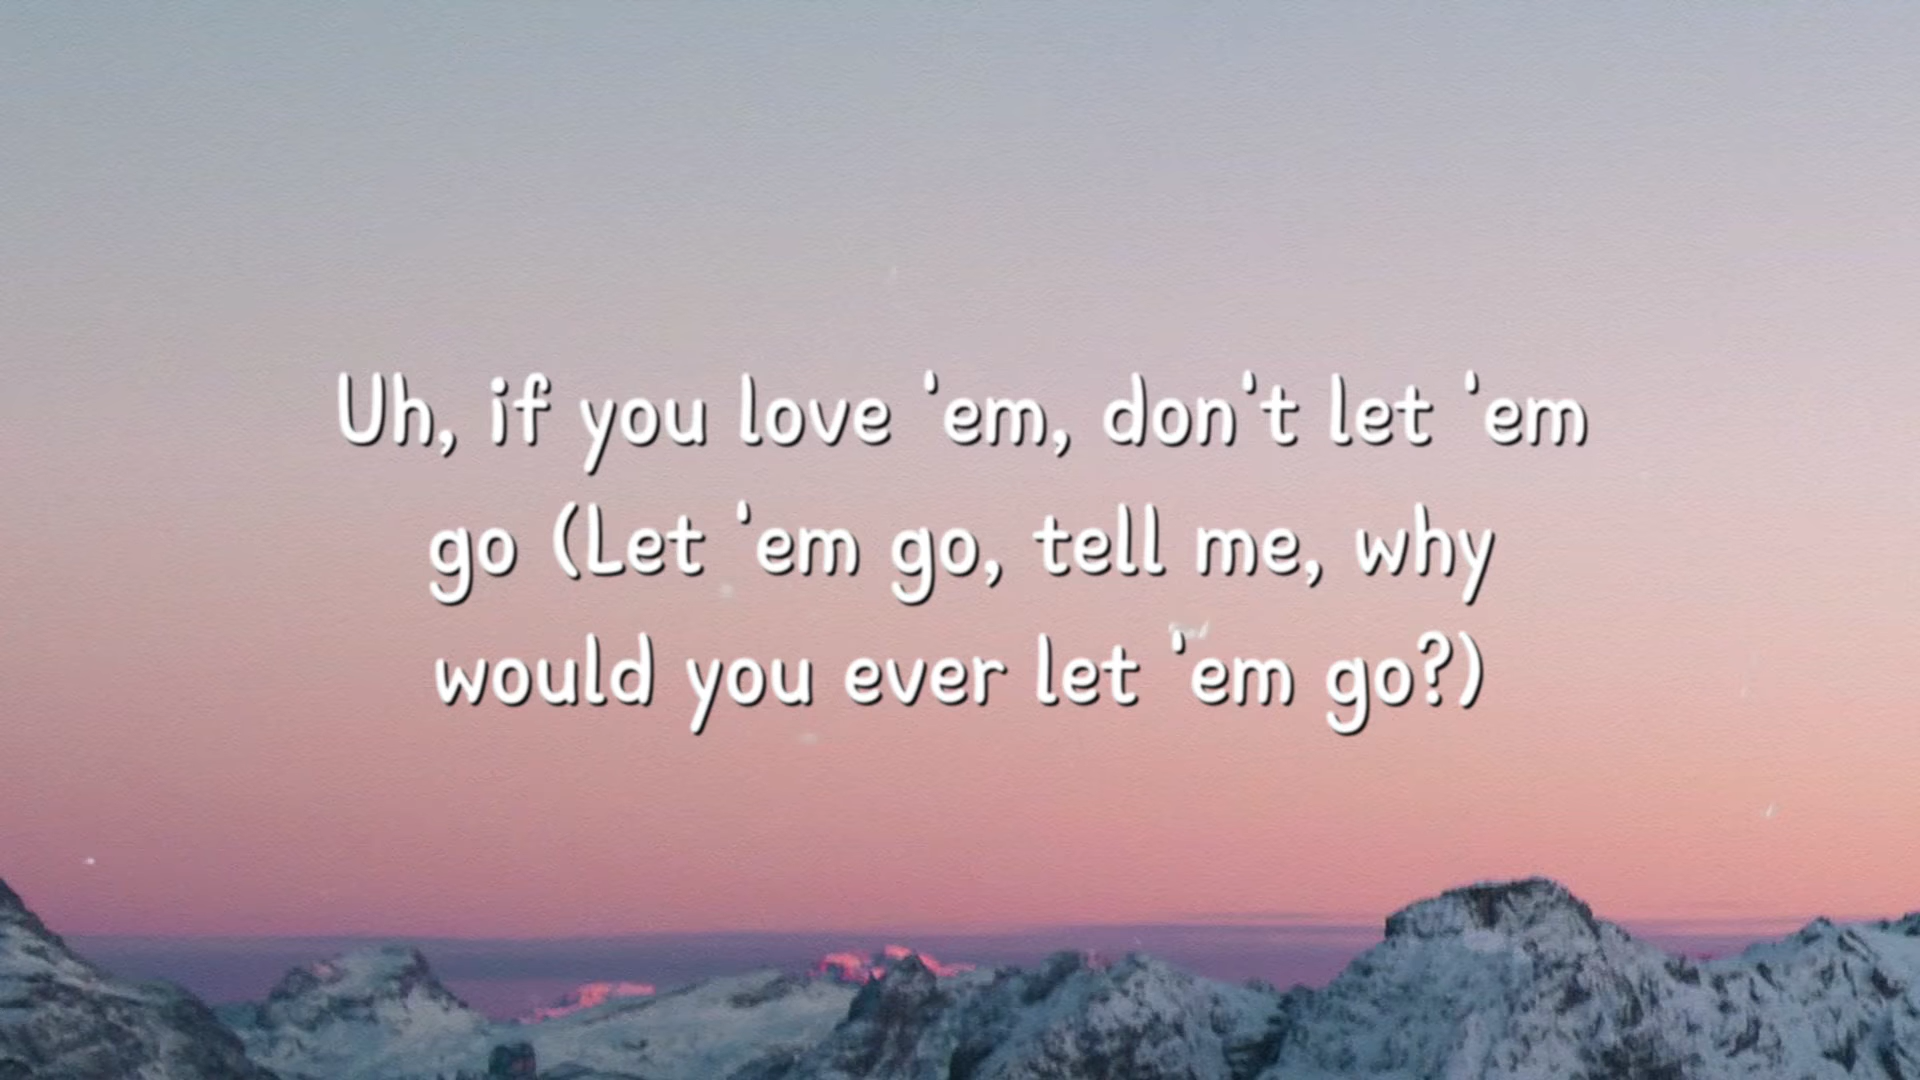 Uh, if you love 'em, don't let 'em
go (Let 'em go, tell me, why
would you ever let 'em go?)